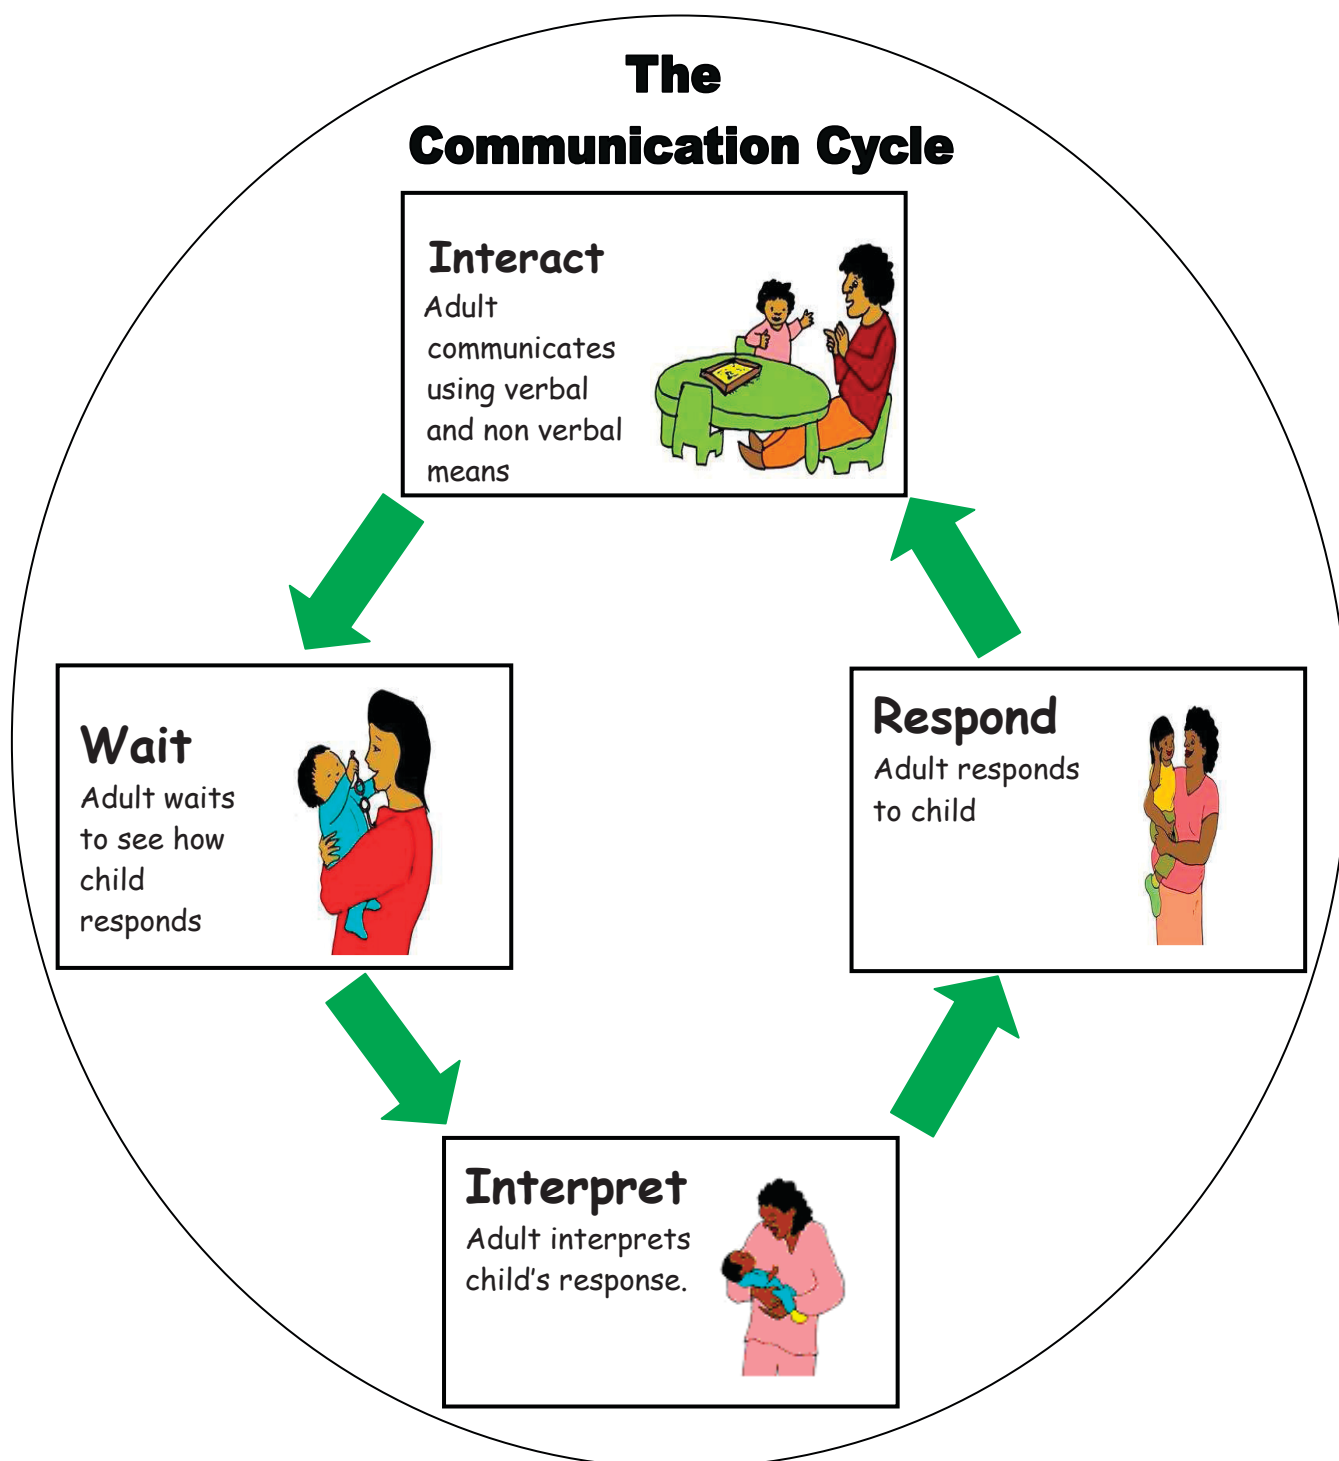 The
Communication Cycle
Interact
Adult
communicates
using verbal
and non verbal
means
Wait
Adult waits
to see how
child
responds
Respond
Adult responds
to child
Interpret
Adult interprets
child's response.